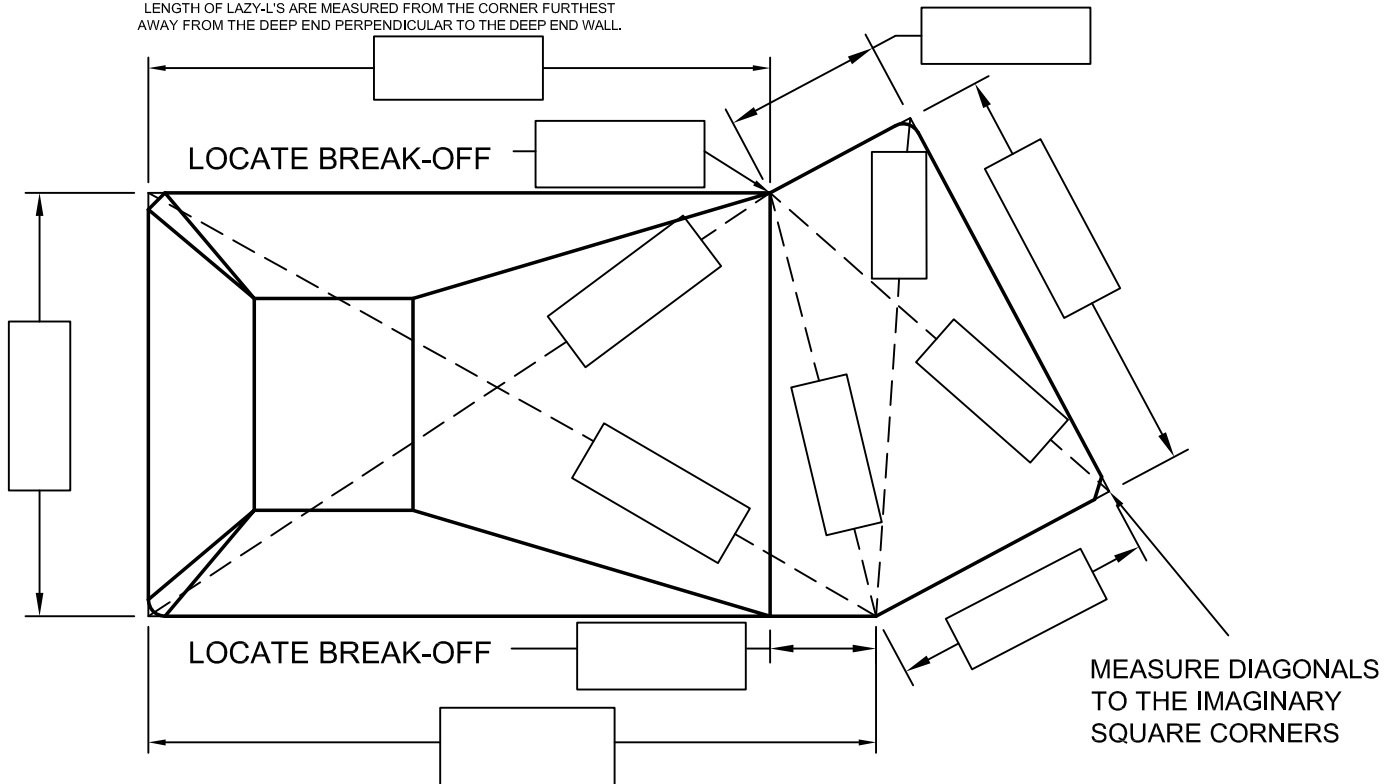 LENGTH OF LAZY-L'S ARE MEASURED FROM THE CORNER FURTHEST
AWAY FROM THE DEEP END PERPENDICULAR TO THE DEEP END WALL.
LOCATE BREAK-OFF
LOCATE BREAK-OFF
MEASURE DIAGONALS
TO THE IMAGINARY
SQUARE CORNERS